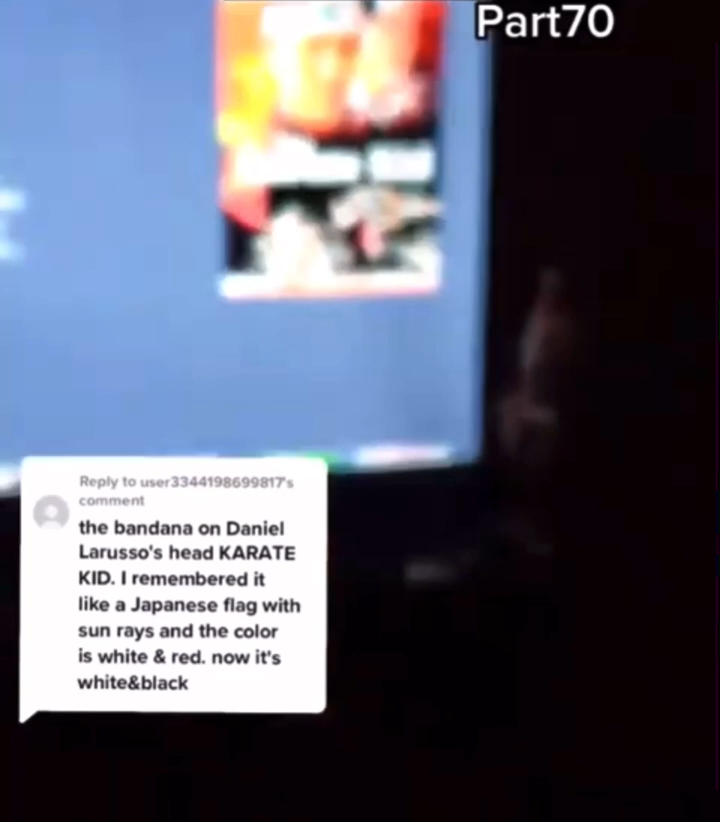 Part70
Reply to user3344198699817's
comment
the bandana on Daniel
Larusso's head KARATE
KID. I remembered it
like a Japanese flag with
sun rays and the color
is white & red. now it's
white&black